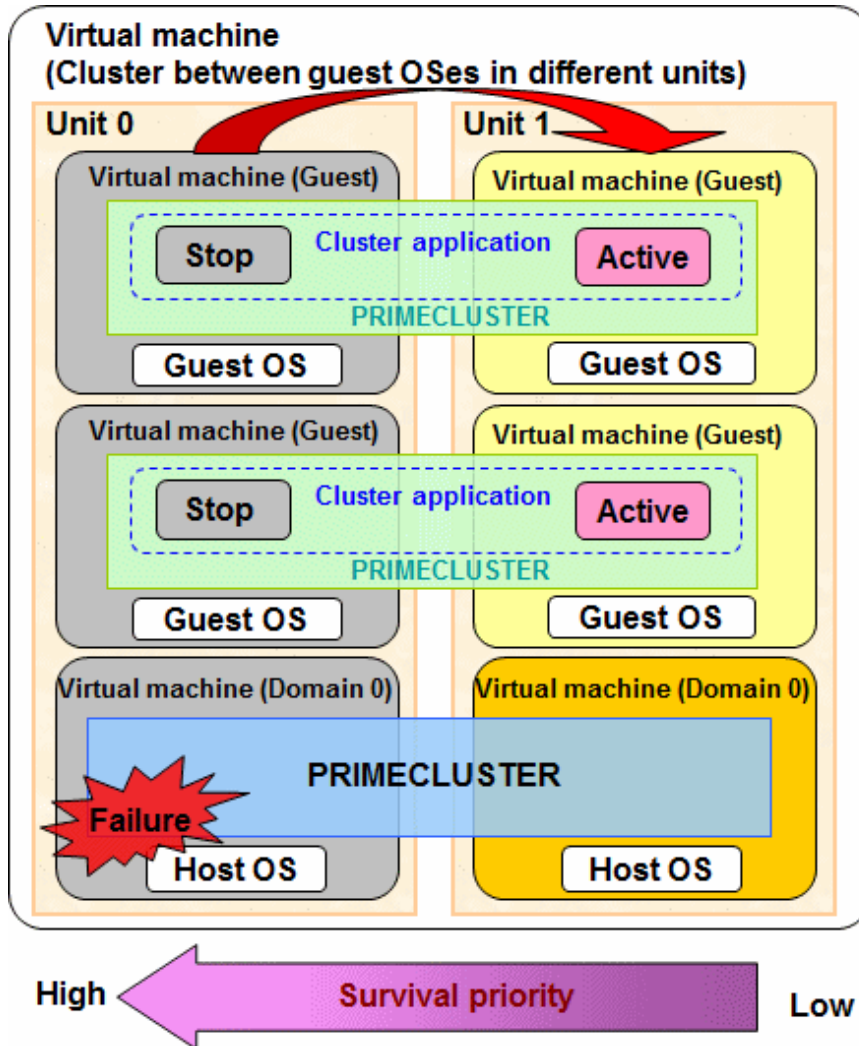 Virtual machine
(Cluster between guest OSes in different units)
Unit 0
Unit 1
Virtual machine (Guest)
Virtual machine (Guest)
Stop
Cluster application
Active
PRIMECLUSTER
Guest OS
Guest OS
Virtual machine (Guest)
Virtual machine (Guest)
Stop
Cluster application
Active
PRIMECLUSTER
Guest OS
Guest OS
Virtual machine (Domain 0)
Virtual machine (Domain 0)
PRIMECLUSTER
Failure
Host OS
Host OS
High
Survival priority
Low